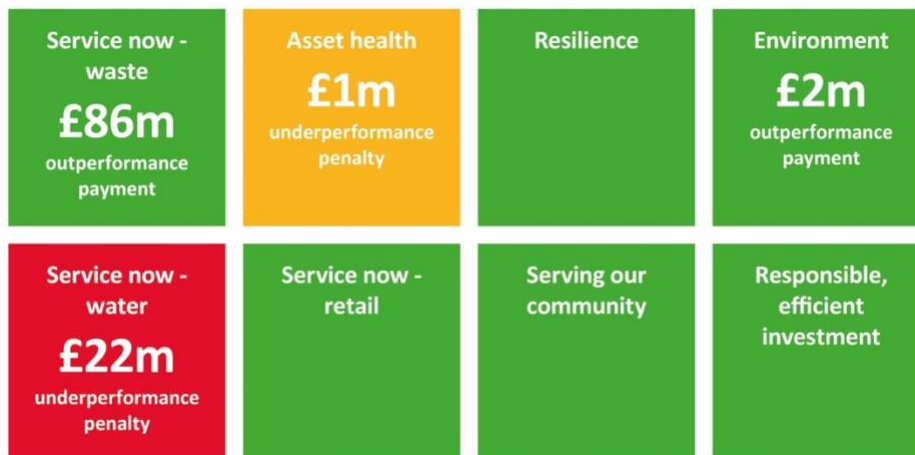 Service now -
waste
£86m
outperformance
payment
Asset health
£1m
underperformance
penalty
Resilience
Environment
£2m
outperformance
payment
Service now -
water
£22m
underperformance
penalty
Service now -
retail
Serving our
community
Responsible,
efficient
investment